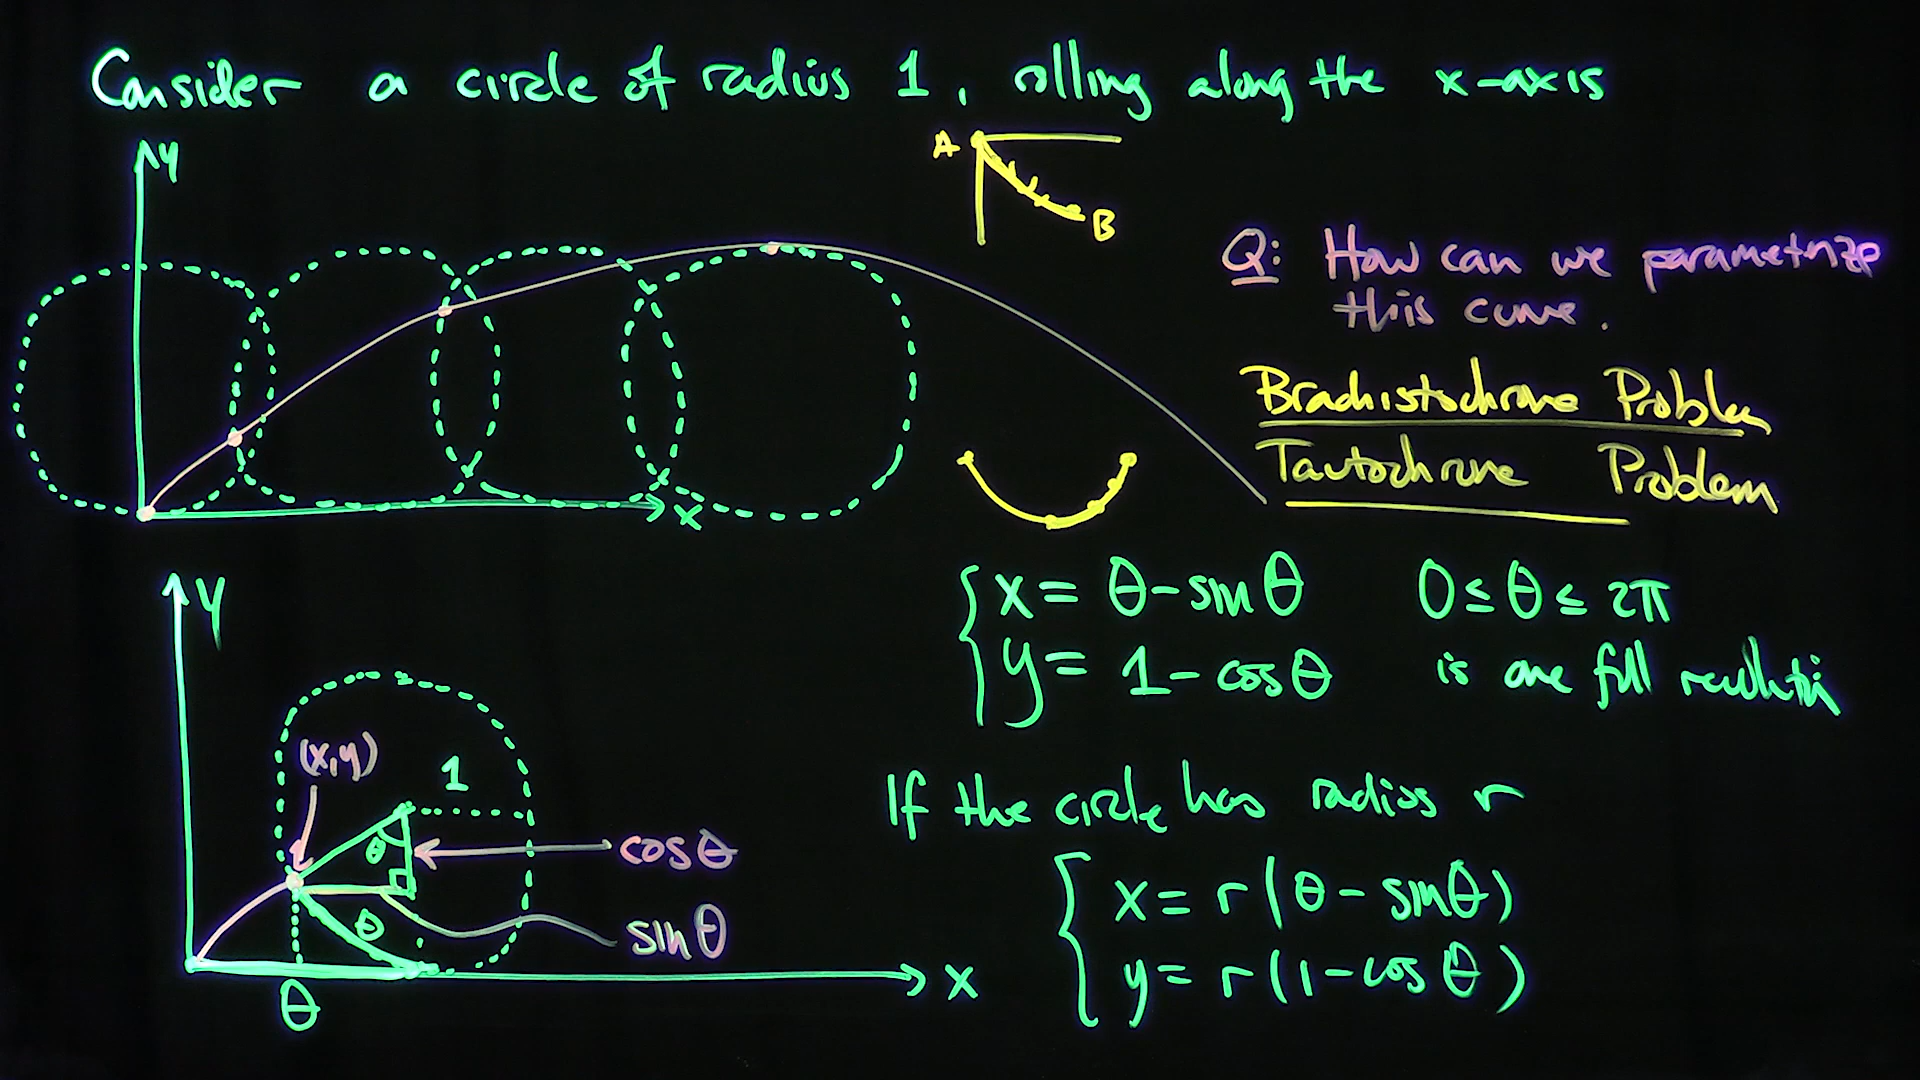 Consider a circle of radius 1, rolling along the x-axis
y
A
B
x
Q: How can we parametrize
this curve.
Brachistochrone Problem
Tautochrone Problem
{ x = θ - sin θ 0 ≤ θ ≤ 2π
y = 1 - cos θ is one full revolution
y
(x,y)
1
θ
cos θ
θ
sin θ
x
θ
If the circle has radius r
{ x = r(θ - sin θ)
y = r(1 - cos θ)